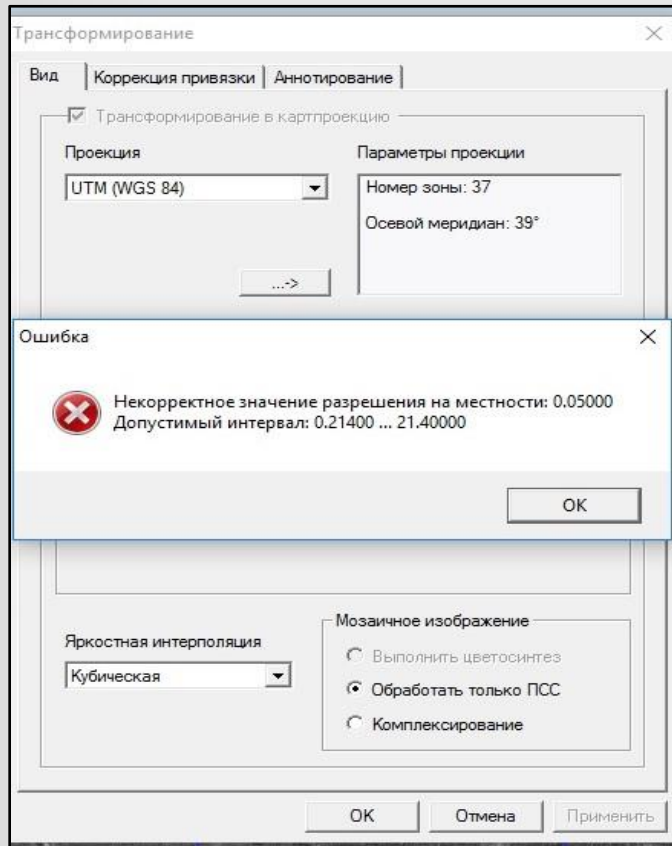 Трансформирование
Вид
Коррекция привязки
Аннотирование
Трансформирование в картпроекцию
Проекция
UTM (WGS 84)
...->
Параметры проекции
Номер зоны: 37
Осевой меридиан: 39°
Ошибка
Некорректное значение разрешения на местности: 0.05000
Допустимый интервал: 0.21400 ... 21.40000
OK
Яркостная интерполяция
Кубическая
Мозаичное изображение
Выполнить цветосинтез
Обработать только ПСС
Комплексирование
OK
Отмена
Применить